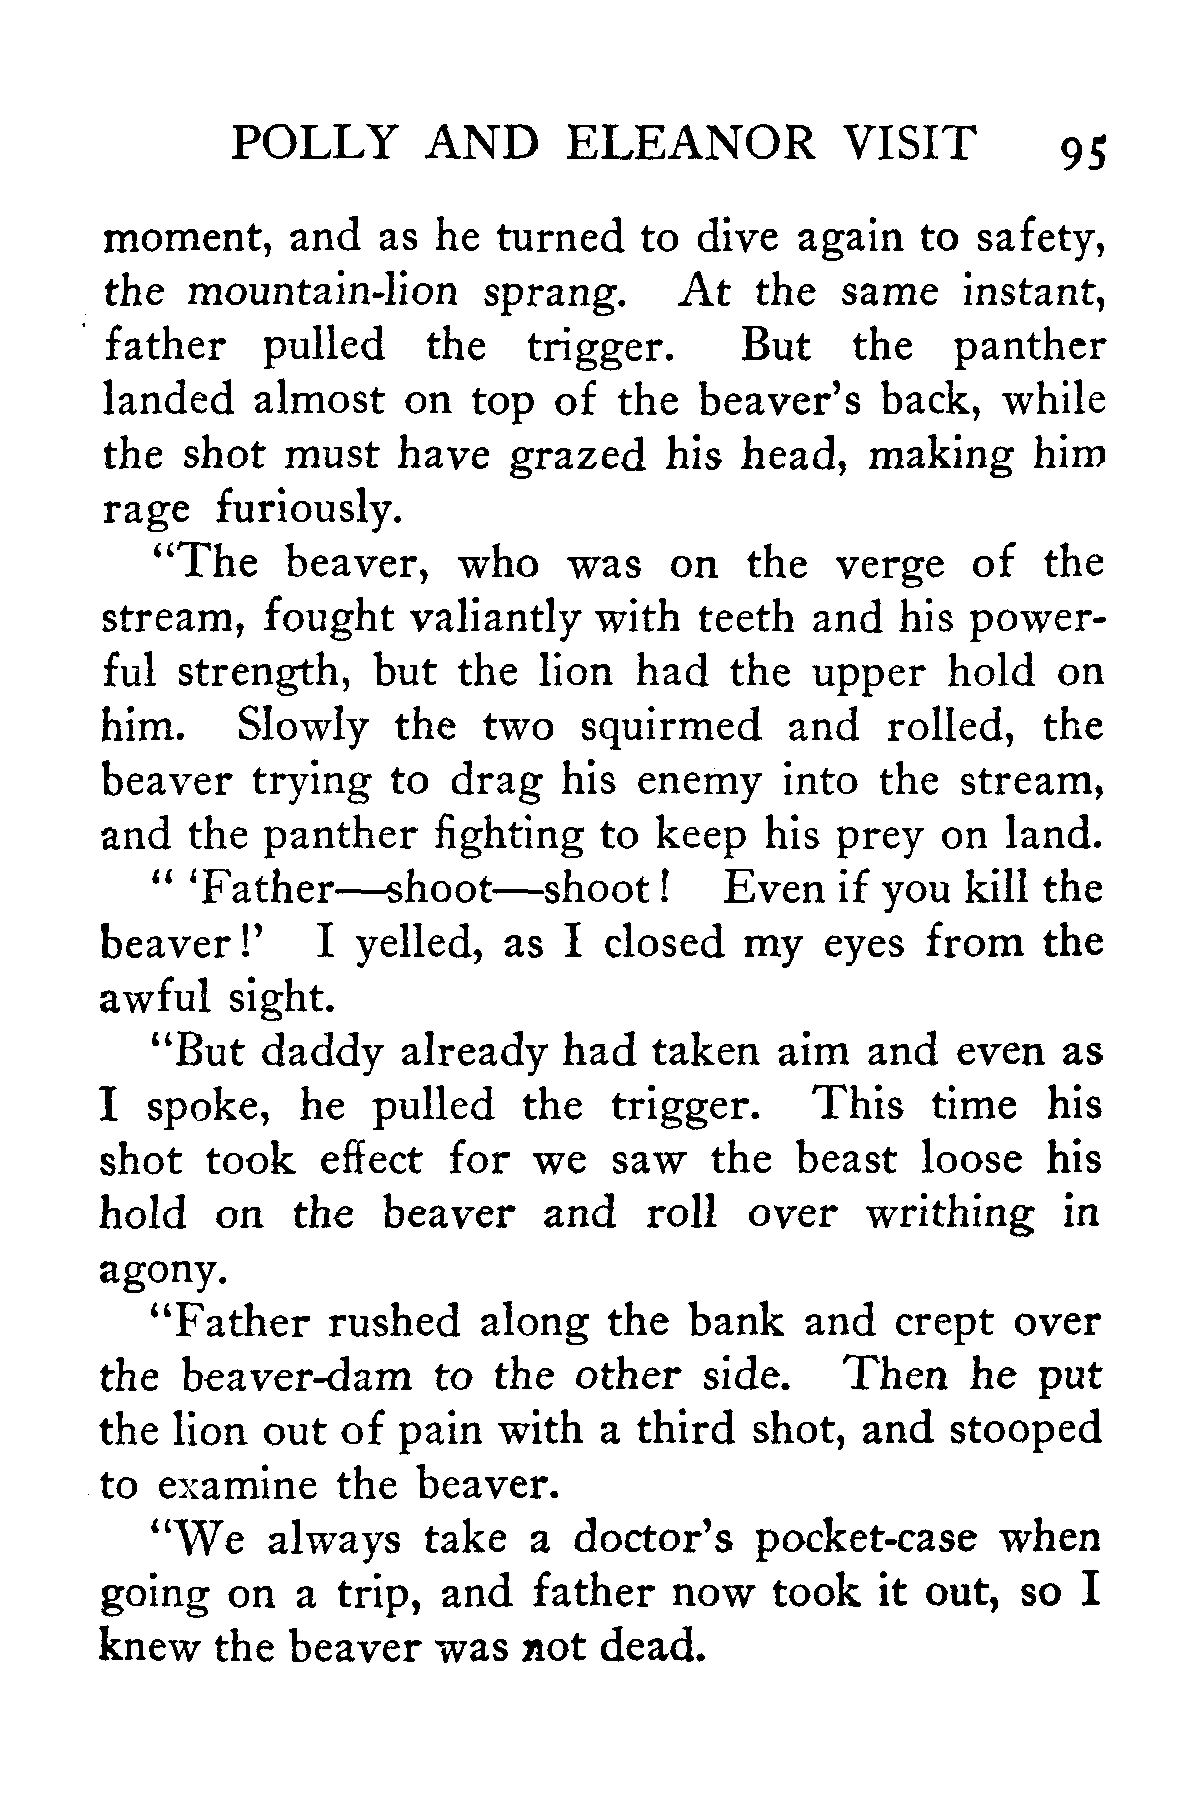 POLLY AND ELEANOR VISIT 95
moment, and as he turned to dive again to safety,
the mountain-lion sprang. At the same instant,
father pulled the trigger. But the panther
landed almost on top of the beaver's back, while
the shot must have grazed his head, making him
rage furiously.
“The beaver, who was on the verge of the
stream, fought valiantly with teeth and his power-
ful strength, but the lion had the upper hold on
him. Slowly the two squirmed and rolled, the
beaver trying to drag his enemy into the stream,
and the panther fighting to keep his prey on land.
“ ‘Father—shoot—shoot! Even if you kill the
beaver!’ I yelled, as I closed my eyes from the
awful sight.
“But daddy already had taken aim and even as
I spoke, he pulled the trigger. This time his
shot took effect for we saw the beast loose his
hold on the beaver and roll over writhing in
agony.
“Father rushed along the bank and crept over
the beaver-dam to the other side. Then he put
the lion out of pain with a third shot, and stooped
to examine the beaver.
“We always take a doctor's pocket-case when
going on a trip, and father now took it out, so I
knew the beaver was not dead.